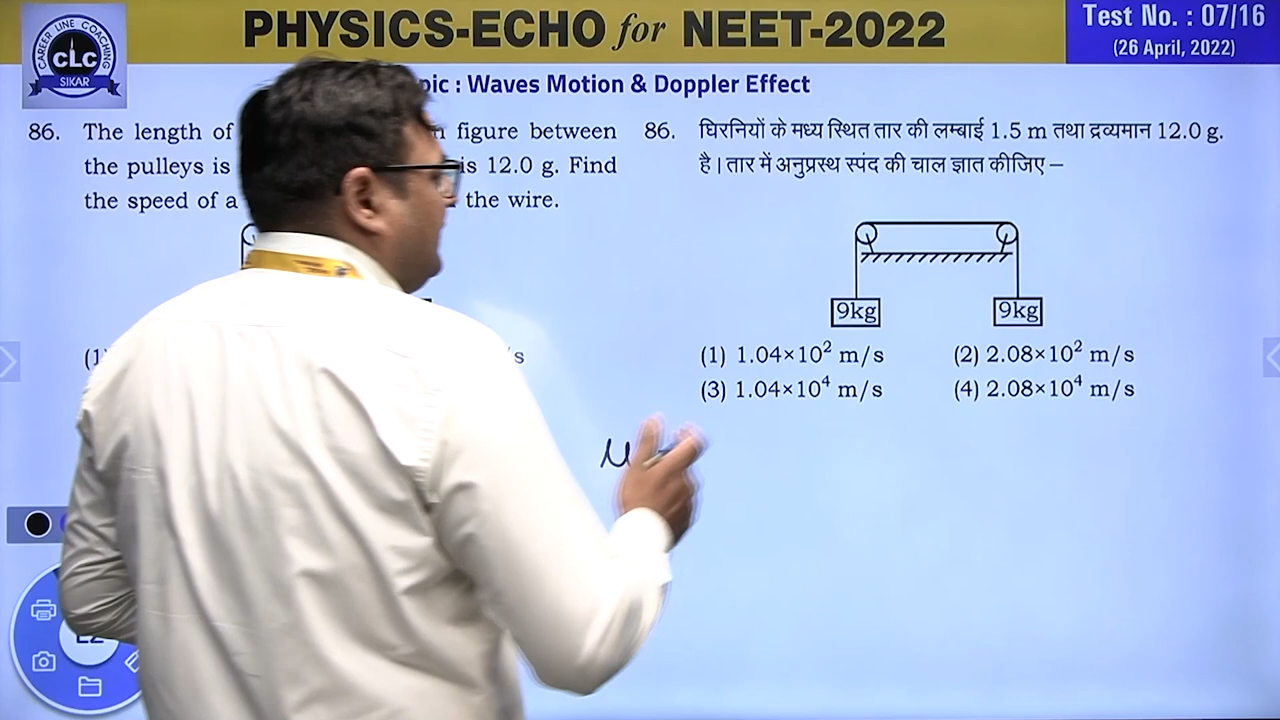 PHYSICS-ECHO for NEET-2022
Test No. : 07/16
(26 April, 2022)
CAREER LINE COACHING
CLC
SIKAR
: Waves Motion & Doppler Effect
86. The length of figure between
the pulleys is is 12.0 g. Find
the speed of a the wire.
86. घिरनियों के मध्य स्थित तार की लम्बाई 1.5 m तथा द्रव्यमान 12.0 g.
है। तार में अनुप्रस्थ स्पंद की चाल ज्ञात कीजिए –
9kg 9kg
(1) 1.04×10² m/s (2) 2.08×10² m/s
(3) 1.04×10⁴ m/s (4) 2.08×10⁴ m/s